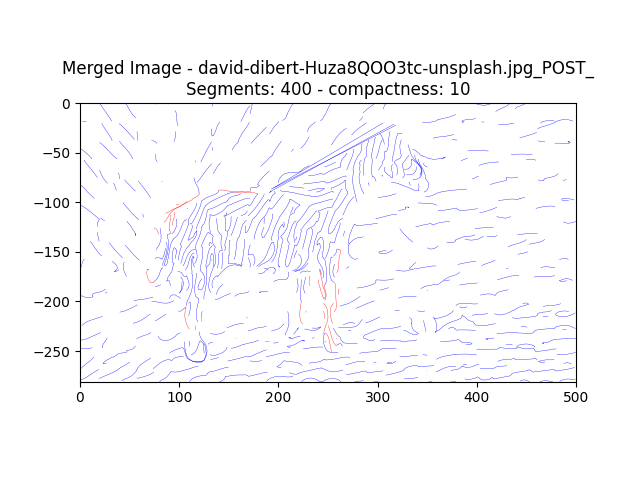 Merged Image - david-dibert-Huza8QOO3tc-unsplash.jpg_POST_
Segments: 400 - compactness: 10
0
−50
−100
−150
−200
−250
0 100 200 300 400 500